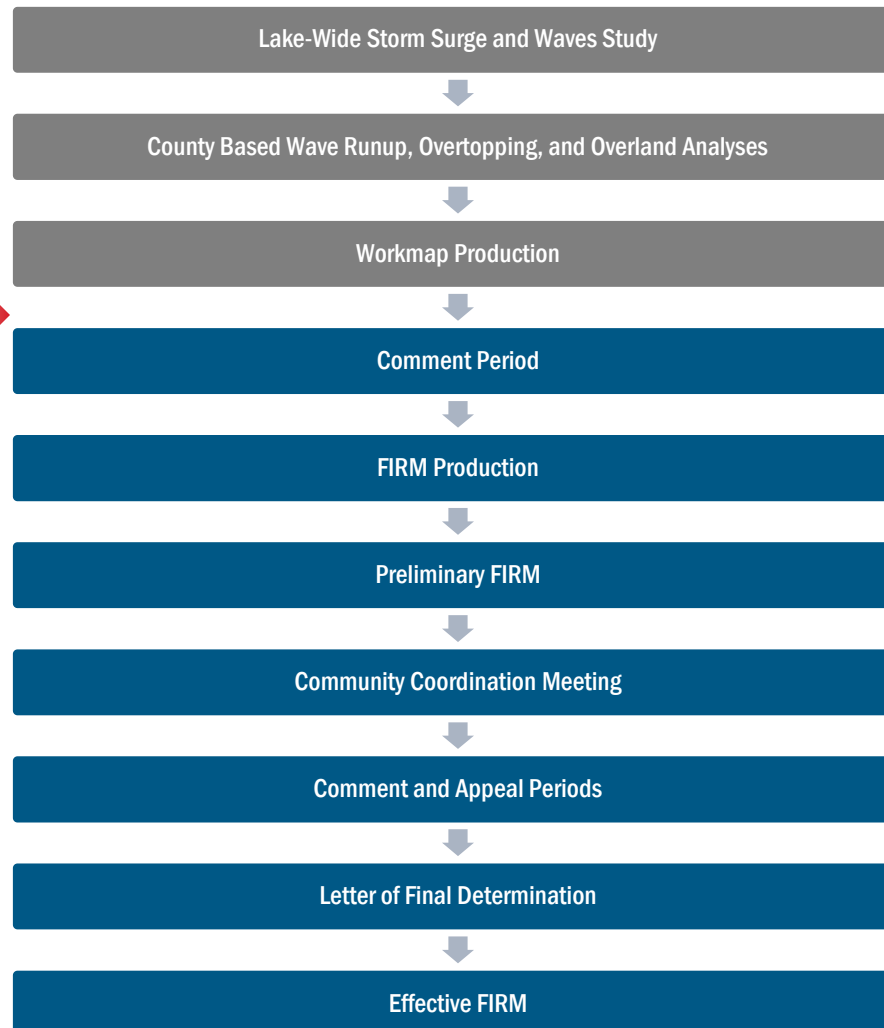 Lake-Wide Storm Surge and Waves Study
County Based Wave Runup, Overtopping, and Overland Analyses
Workmap Production
Comment Period
FIRM Production
Preliminary FIRM
Community Coordination Meeting
Comment and Appeal Periods
Letter of Final Determination
Effective FIRM